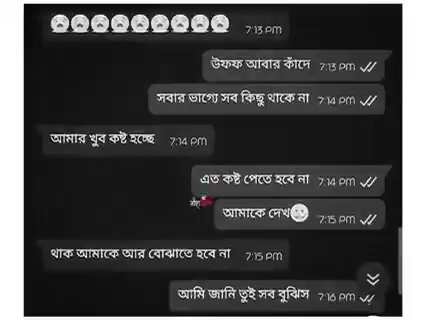 😭😭😭😭😭😭😭😭😭 7:13 PM
উফফ আবার কাঁদে 7:13 PM
সবার ভাগ্যে সব কিছু থাকে না 7:14 PM
আমার খুব কষ্ট হচ্ছে 7:14 PM
এত কষ্ট পেতে হবে না 7:14 PM
আমাকে দেখ 7:15 PM
থাক আমাকে আর বোঝাতে হবে না 7:15 PM
আমি জানি তুই সব বুঝিস 7:16 PM